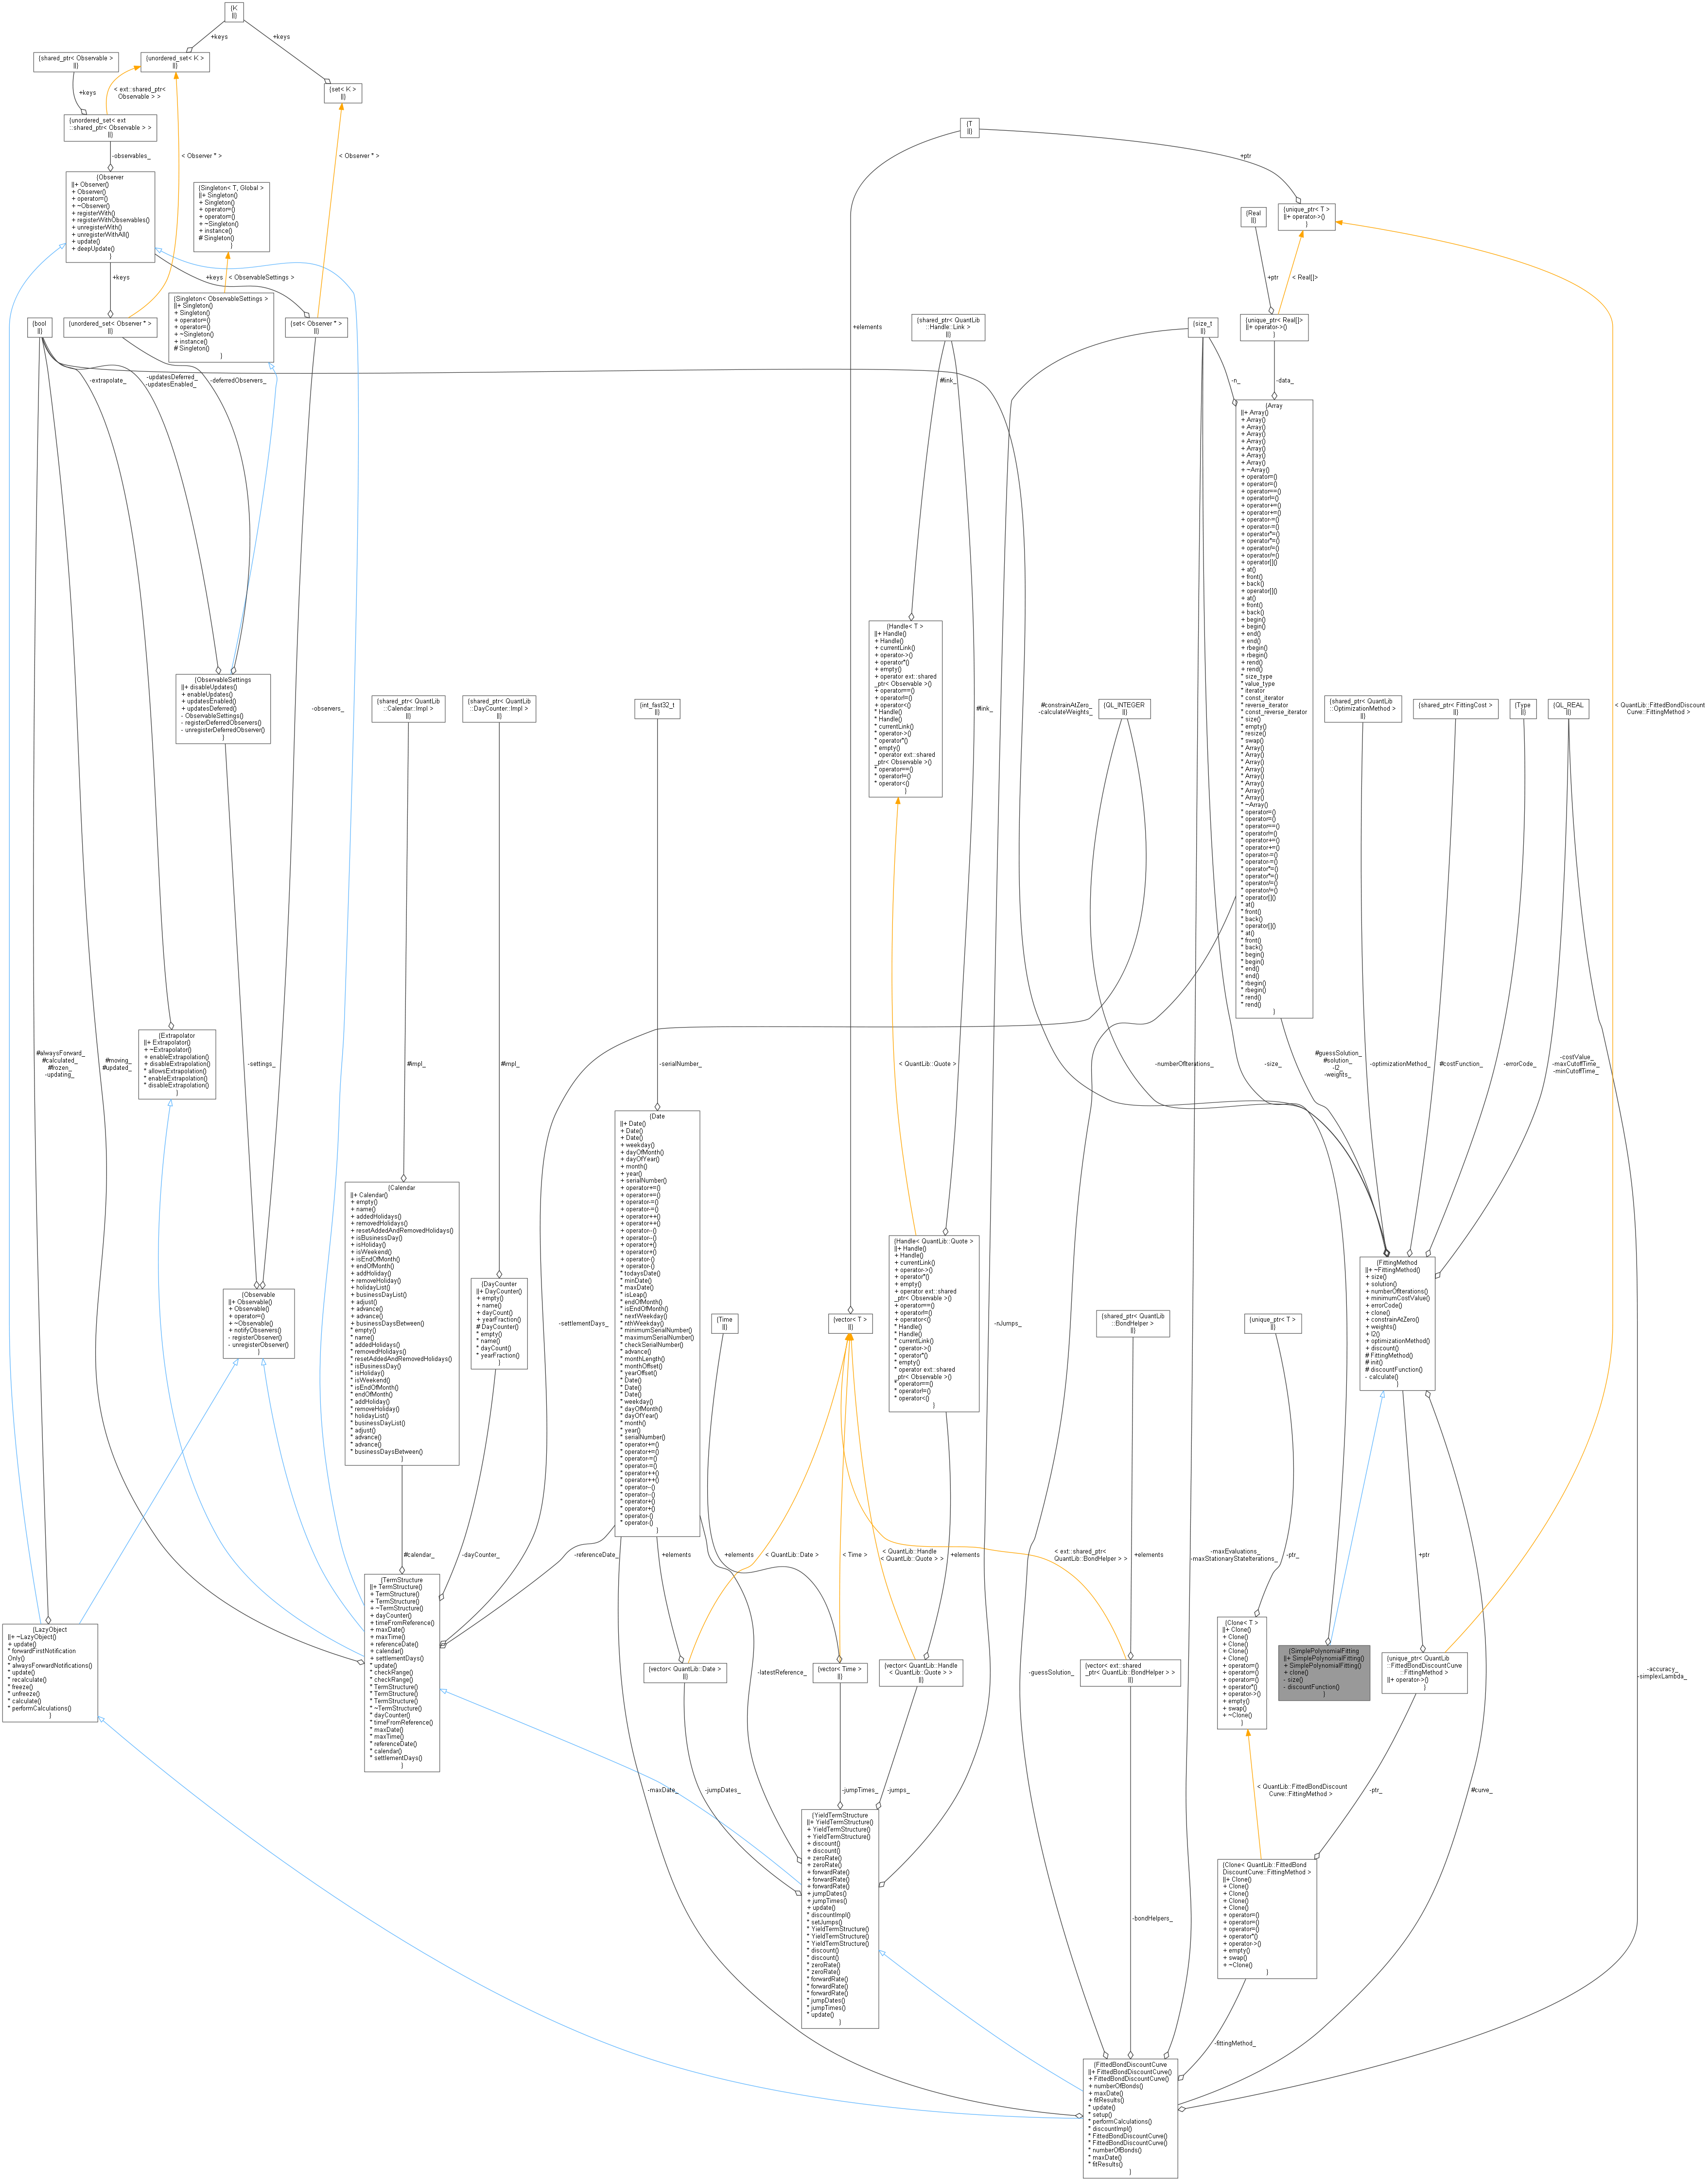 {K
||}
+keys
+keys
{shared_ptr< Observable >
||}
{unordered_set< K >
||}
{set< K >
||}
+keys
< ext::shared_ptr<
Observable > >
{unordered_set< ext
::shared_ptr< Observable > >
||}
{T
||}
-observables_
< Observer * >
< Observer * >
+ptr
{Observer
||+ Observer()
+ Observer()
+ operator=()
+ ~Observer()
+ registerWith()
+ registerWithObservables()
+ unregisterWith()
+ unregisterWithAll()
+ update()
+ deepUpdate()
}
{Singleton< T, Global >
||+ Singleton()
+ Singleton()
+ operator=()
+ operator=()
+ ~Singleton()
+ instance()
# Singleton()
}
{Real
||}
{unique_ptr< T >
||+ operator->()
}
+keys
+keys
< ObservableSettings >
+ptr
< Real[]>
{bool
||}
{unordered_set< Observer * >
||}
{Singleton< ObservableSettings >
||+ Singleton()
+ Singleton()
+ operator=()
+ operator=()
+ ~Singleton()
+ instance()
# Singleton()
}
{set< Observer * >
||}
+elements
{shared_ptr< QuantLib
::Handle::Link >
||}
{size_t
||}
{unique_ptr< Real[]>
||+ operator->()
}
-extrapolate_
-updatesDeferred_
-updatesEnabled_
-deferredObservers_
#link_
-n_
-data_
{Array
||+ Array()
+ Array()
+ Array()
+ Array()
+ Array()
+ Array()
+ Array()
+ Array()
+ ~Array()
+ operator=()
+ operator=()
+ operator==()
+ operator!=()
+ operator+=()
+ operator+=()
+ operator-=()
+ operator-=()
+ operator*=()
+ operator*=()
+ operator/=()
+ operator/=()
+ operator[]()
+ at()
+ front()
+ back()
+ operator[]()
+ at()
+ front()
+ back()
+ begin()
+ begin()
+ end()
+ end()
+ rbegin()
+ rbegin()
+ rend()
+ rend()
* size_type
* value_type
* iterator
* const_iterator
* reverse_iterator
* const_reverse_iterator
* size()
* empty()
* resize()
* swap()
* Array()
* Array()
* Array()
* Array()
* Array()
* Array()
* Array()
* Array()
* ~Array()
* operator=()
* operator=()
* operator==()
* operator!=()
* operator+=()
* operator+=()
* operator-=()
* operator-=()
* operator*=()
* operator*=()
* operator/=()
* operator/=()
* operator[]()
* at()
* front()
* back()
* operator[]()
* at()
* front()
* back()
* begin()
* begin()
* end()
* end()
* rbegin()
* rbegin()
* rend()
* rend()
}
{Handle< T >
||+ Handle()
+ Handle()
+ currentLink()
+ operator->()
+ operator*()
+ empty()
+ operator ext::shared
_ptr< Observable >()
+ operator==()
+ operator!=()
+ operator<()
* Handle()
* Handle()
* currentLink()
* operator->()
* operator*()
* empty()
* operator ext::shared
_ptr< Observable >()
* operator==()
* operator!=()
* operator<()
}
{ObservableSettings
||+ disableUpdates()
+ enableUpdates()
+ updatesEnabled()
+ updatesDeferred()
- ObservableSettings()
- registerDeferredObservers()
- unregisterDeferredObserver()
}
-observers_
{shared_ptr< QuantLib
::Calendar::Impl >
||}
{shared_ptr< QuantLib
::DayCounter::Impl >
||}
{int_fast32_t
||}
#link_
#constrainAtZero_
-calculateWeights_
{QL_INTEGER
||}
{shared_ptr< QuantLib
::OptimizationMethod >
||}
{shared_ptr< FittingCost >
||}
{Type
||}
{QL_REAL
||}
< QuantLib::FittedBondDiscount
Curve::FittingMethod >
{Extrapolator
||+ Extrapolator()
+ ~Extrapolator()
+ enableExtrapolation()
+ disableExtrapolation()
* allowsExtrapolation()
* enableExtrapolation()
* disableExtrapolation()
}
#alwaysForward_
#calculated_
#frozen_
-updating_
#moving_
#updated_
-settings_
#impl_
#impl_
-serialNumber_
< QuantLib::Quote >
-numberOfIterations_
-size_
#guessSolution_
#solution_
-l2_
-weights_
-optimizationMethod_
#costFunction_
-errorCode_
-costValue_
-maxCutoffTime_
-minCutoffTime_
{Date
||+ Date()
+ Date()
+ Date()
+ weekday()
+ dayOfMonth()
+ dayOfYear()
+ month()
+ year()
+ serialNumber()
+ operator+=()
+ operator+=()
+ operator-=()
+ operator-=()
+ operator++()
+ operator++()
+ operator--()
+ operator--()
+ operator+()
+ operator+()
+ operator-()
+ operator-()
* todaysDate()
* minDate()
* maxDate()
* isLeap()
* endOfMonth()
* isEndOfMonth()
* nextWeekday()
* nthWeekday()
* minimumSerialNumber()
* maximumSerialNumber()
* checkSerialNumber()
* advance()
* monthLength()
* monthOffset()
* yearOffset()
* Date()
* Date()
* Date()
* weekday()
* dayOfMonth()
* dayOfYear()
* month()
* year()
* serialNumber()
* operator+=()
* operator+=()
* operator-=()
* operator-=()
* operator++()
* operator++()
* operator--()
* operator--()
* operator+()
* operator+()
* operator-()
* operator-()
}
{Calendar
||+ Calendar()
+ empty()
+ name()
+ addedHolidays()
+ removedHolidays()
+ resetAddedAndRemovedHolidays()
+ isBusinessDay()
+ isHoliday()
+ isWeekend()
+ isEndOfMonth()
+ endOfMonth()
+ addHoliday()
+ removeHoliday()
+ holidayList()
+ businessDayList()
+ adjust()
+ advance()
+ advance()
+ businessDaysBetween()
* empty()
* name()
* addedHolidays()
* removedHolidays()
* resetAddedAndRemovedHolidays()
* isBusinessDay()
* isHoliday()
* isWeekend()
* isEndOfMonth()
* endOfMonth()
* addHoliday()
* removeHoliday()
* holidayList()
* businessDayList()
* adjust()
* advance()
* advance()
* businessDaysBetween()
}
{Handle< QuantLib::Quote >
||+ Handle()
+ Handle()
+ currentLink()
+ operator->()
+ operator*()
+ empty()
+ operator ext::shared
_ptr< Observable >()
+ operator==()
+ operator!=()
+ operator<()
* Handle()
* Handle()
* currentLink()
* operator->()
* operator*()
* empty()
* operator ext::shared
_ptr< Observable >()
* operator==()
* operator!=()
* operator<()
}
{FittingMethod
||+ ~FittingMethod()
+ size()
+ solution()
+ numberOfIterations()
+ minimumCostValue()
+ errorCode()
+ clone()
+ constrainAtZero()
+ weights()
+ l2()
+ optimizationMethod()
+ discount()
# FittingMethod()
# init()
# discountFunction()
- calculate()
}
{DayCounter
||+ DayCounter()
+ empty()
+ name()
+ dayCount()
+ yearFraction()
# DayCounter()
* empty()
* name()
* dayCount()
* yearFraction()
}
{Observable
||+ Observable()
+ Observable()
+ operator=()
+ ~Observable()
+ notifyObservers()
- registerObserver()
- unregisterObserver()
}
-settlementDays_
{Time
||}
{vector< T >
||}
-nJumps_
{shared_ptr< QuantLib
::BondHelper >
||}
{unique_ptr< T >
||}
#calendar_
-dayCounter_
-referenceDate_
+elements
+elements
< QuantLib::Date >
< Time >
< QuantLib::Handle
< QuantLib::Quote > >
+elements
< ext::shared_ptr<
QuantLib::BondHelper > >
+elements
-maxEvaluations_
-maxStationaryStateIterations_
-ptr_
+ptr
{TermStructure
||+ TermStructure()
+ TermStructure()
+ TermStructure()
+ ~TermStructure()
+ dayCounter()
+ timeFromReference()
+ maxDate()
+ maxTime()
+ referenceDate()
+ calendar()
+ settlementDays()
* update()
* checkRange()
* checkRange()
* TermStructure()
* TermStructure()
* TermStructure()
* ~TermStructure()
* dayCounter()
* timeFromReference()
* maxDate()
* maxTime()
* referenceDate()
* calendar()
* settlementDays()
}
{LazyObject
||+ ~LazyObject()
+ update()
* forwardFirstNotification
Only()
* alwaysForwardNotifications()
* update()
* recalculate()
* freeze()
* unfreeze()
* calculate()
* performCalculations()
}
{Clone< T >
||+ Clone()
+ Clone()
+ Clone()
+ Clone()
+ Clone()
+ operator=()
+ operator=()
+ operator=()
+ operator*()
+ operator->()
+ empty()
+ swap()
+ ~Clone()
}
{SimplePolynomialFitting
||+ SimplePolynomialFitting()
+ SimplePolynomialFitting()
+ clone()
- size()
- discountFunction()
}
{unique_ptr< QuantLib
::FittedBondDiscountCurve
::FittingMethod >
||+ operator->()
}
{vector< QuantLib::Date >
||}
-latestReference_
{vector< Time >
||}
{vector< QuantLib::Handle
< QuantLib::Quote > >
||}
{vector< ext::shared
_ptr< QuantLib::BondHelper > >
||}
-guessSolution_
-accuracy_
-simplexLambda_
-maxDate_
-jumpDates_
-jumpTimes_
-jumps_
< QuantLib::FittedBondDiscount
Curve::FittingMethod >
-ptr_
#curve_
{YieldTermStructure
||+ YieldTermStructure()
+ YieldTermStructure()
+ YieldTermStructure()
+ discount()
+ discount()
+ zeroRate()
+ zeroRate()
+ forwardRate()
+ forwardRate()
+ forwardRate()
+ jumpDates()
+ jumpTimes()
+ update()
* discountImpl()
* setJumps()
* YieldTermStructure()
* YieldTermStructure()
* YieldTermStructure()
* discount()
* discount()
* zeroRate()
* zeroRate()
* forwardRate()
* forwardRate()
* forwardRate()
* jumpDates()
* jumpTimes()
* update()
}
{Clone< QuantLib::FittedBond
DiscountCurve::FittingMethod >
||+ Clone()
+ Clone()
+ Clone()
+ Clone()
+ Clone()
+ operator=()
+ operator=()
+ operator=()
+ operator*()
+ operator->()
+ empty()
+ swap()
+ ~Clone()
}
-bondHelpers_
-fittingMethod_
{FittedBondDiscountCurve
||+ FittedBondDiscountCurve()
+ FittedBondDiscountCurve()
+ numberOfBonds()
+ maxDate()
+ fitResults()
* update()
* setup()
* performCalculations()
* discountImpl()
* FittedBondDiscountCurve()
* FittedBondDiscountCurve()
* numberOfBonds()
* maxDate()
* fitResults()
}